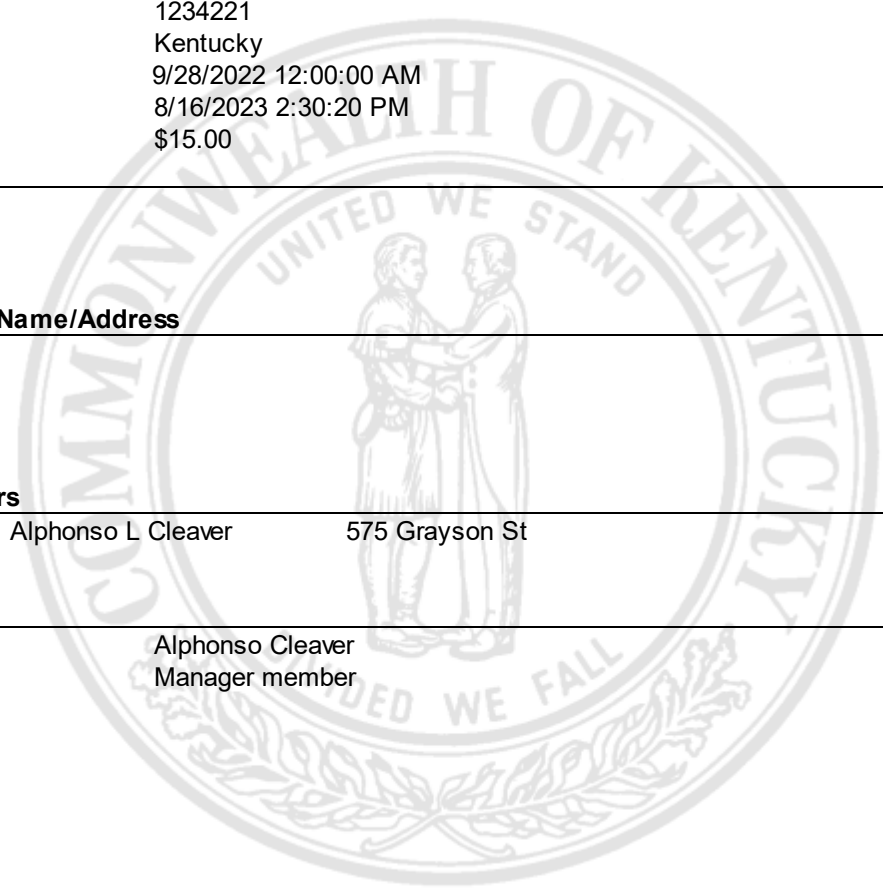 1234221
Kentucky
9/28/2022 12:00:00 AM
8/16/2023 2:30:20 PM
$15.00
Name/Address
rs
Alphonso L Cleaver 575 Grayson St
Alphonso Cleaver
Manager member
COMMONWEALTH OF KENTUCKY
UNITED WE STAND
DIVIDED WE FALL